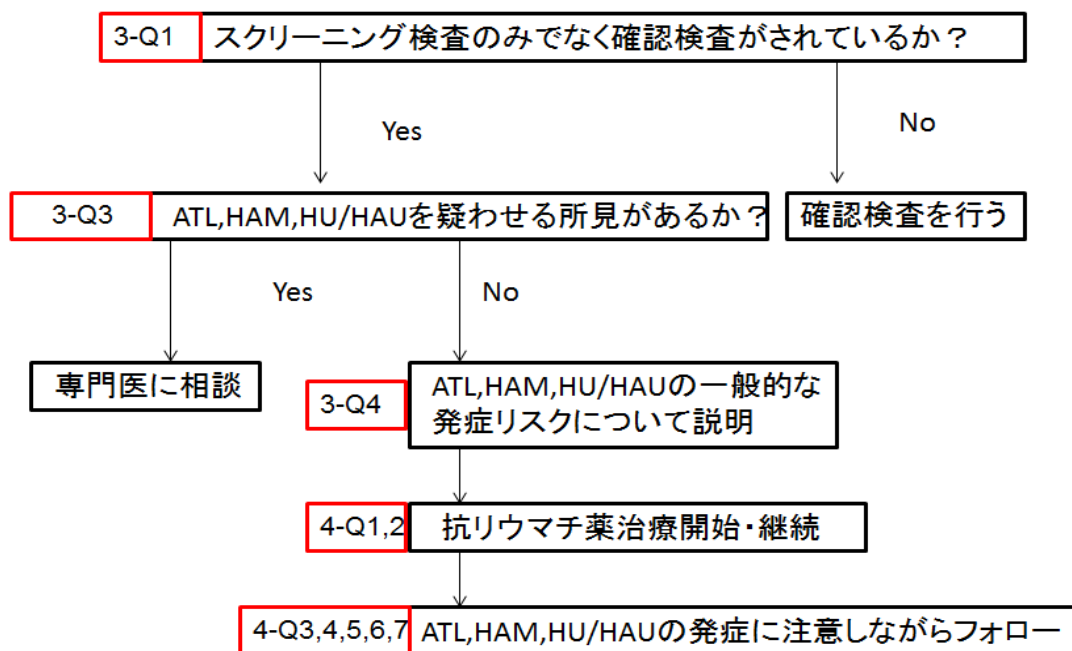 3-Q1 スクリーニング検査のみでなく確認検査がされているか?
Yes
No
3-Q3 ATL,HAM,HU/HAUを疑わせる所見があるか?
確認検査を行う
Yes
No
専門医に相談
3-Q4
ATL,HAM,HU/HAUの一般的な
発症リスクについて説明
4-Q1,2 抗リウマチ薬治療開始・継続
4-Q3,4,5,6,7 ATL,HAM,HU/HAUの発症に注意しながらフォロー